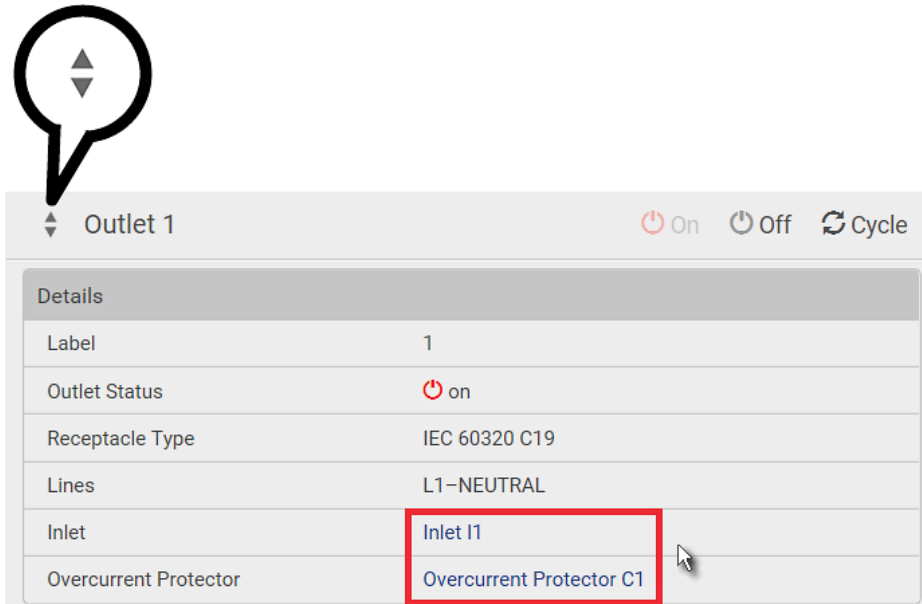 Outlet 1 On Off Cycle
Details
Label 1
Outlet Status on
Receptacle Type IEC 60320 C19
Lines L1–NEUTRAL
Inlet Inlet I1
Overcurrent Protector Overcurrent Protector C1